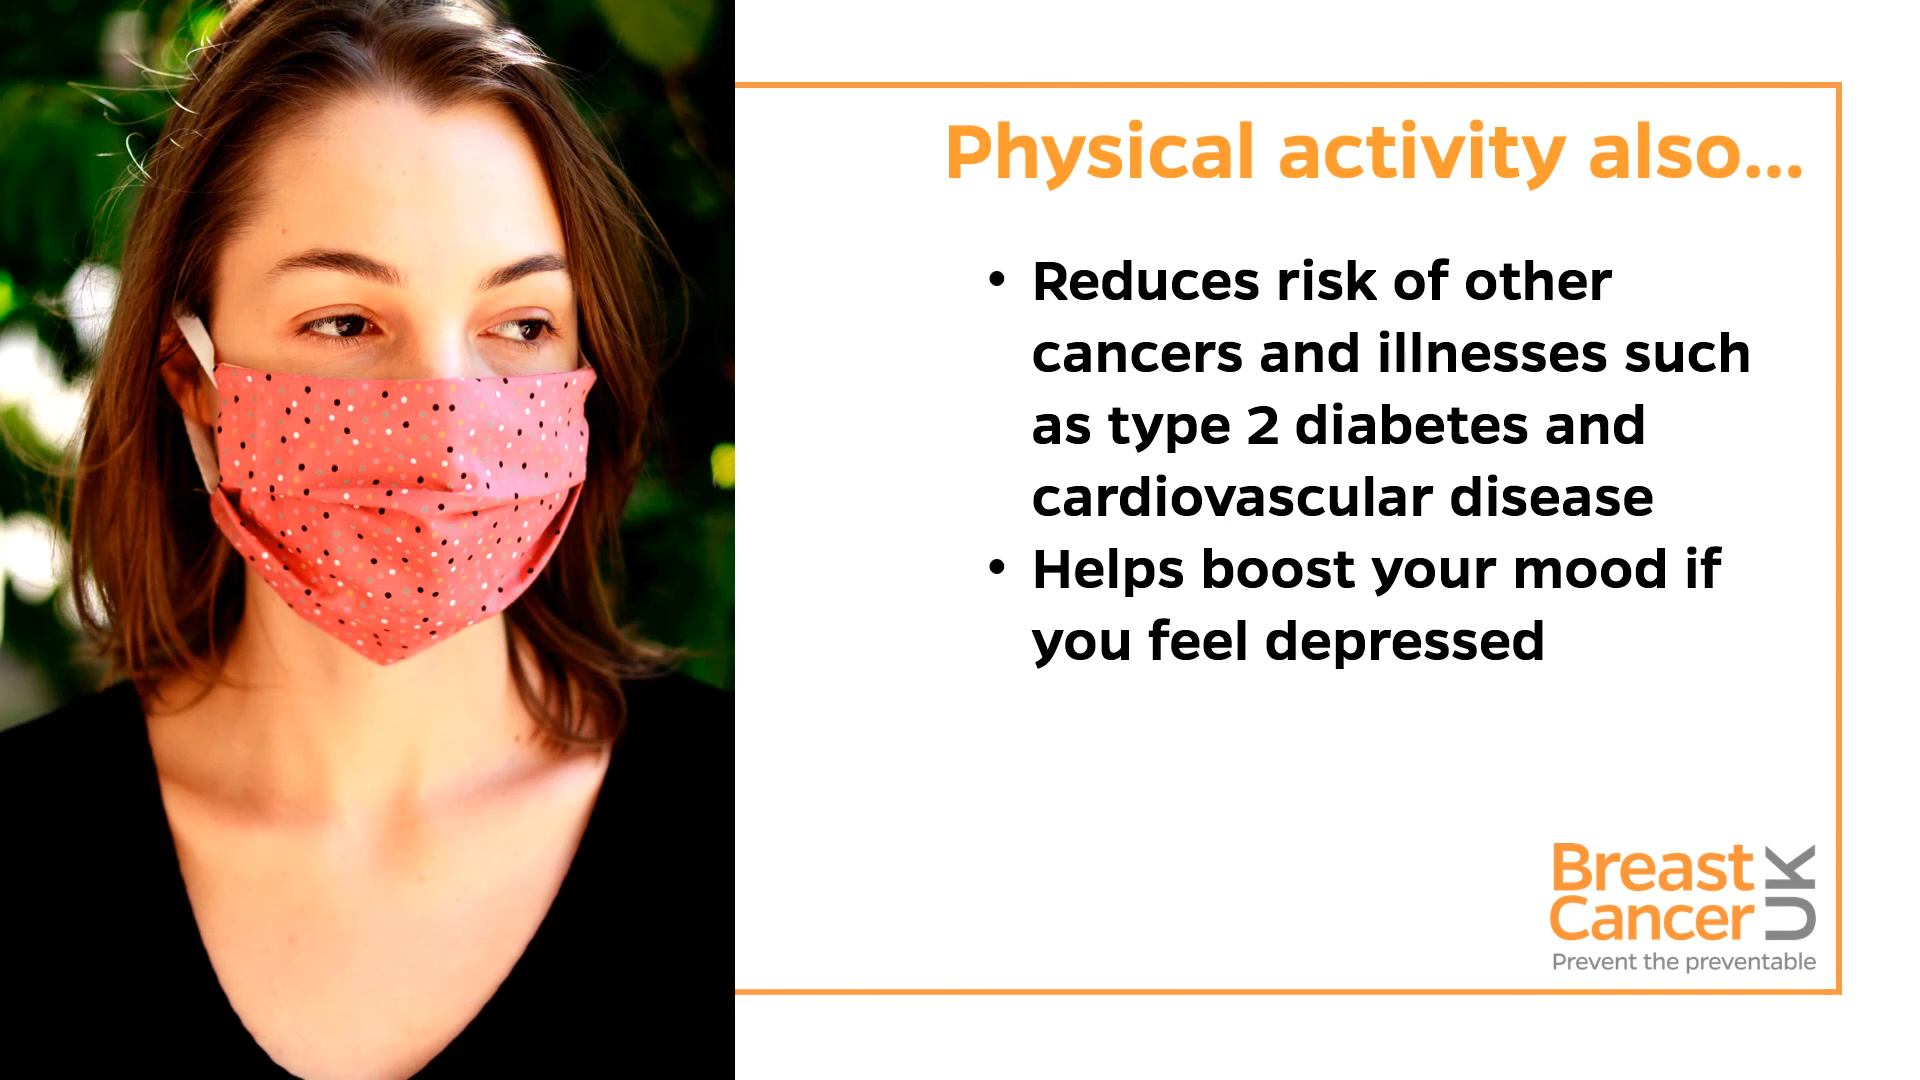 Physical activity also...
• Reduces risk of other
cancers and illnesses such
as type 2 diabetes and
cardiovascular disease
• Helps boost your mood if
you feel depressed
Breast
Cancer
UK
Prevent the preventable